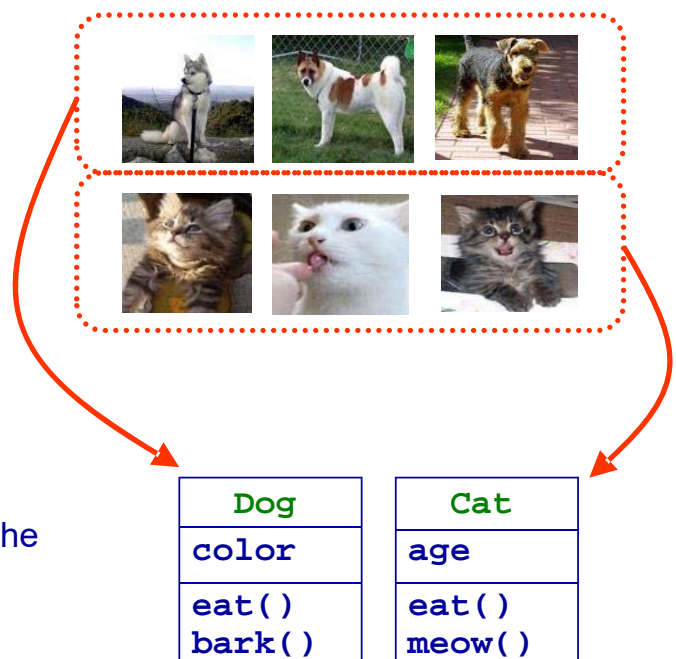 Dog
Cat
he
color
age
eat()
eat()
bark()
meow()